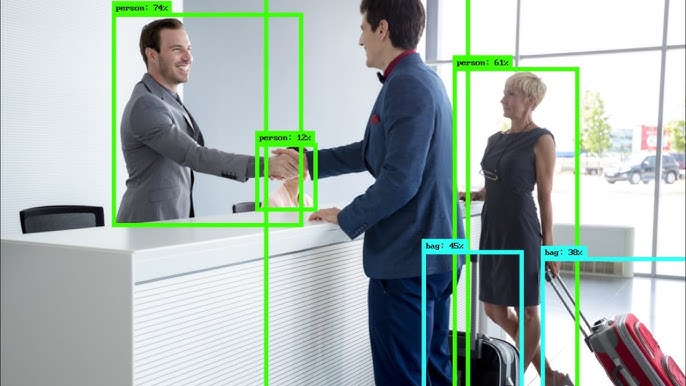 person: 74%
person: 61%
person: 12%
bag: 45%
bag: 38%